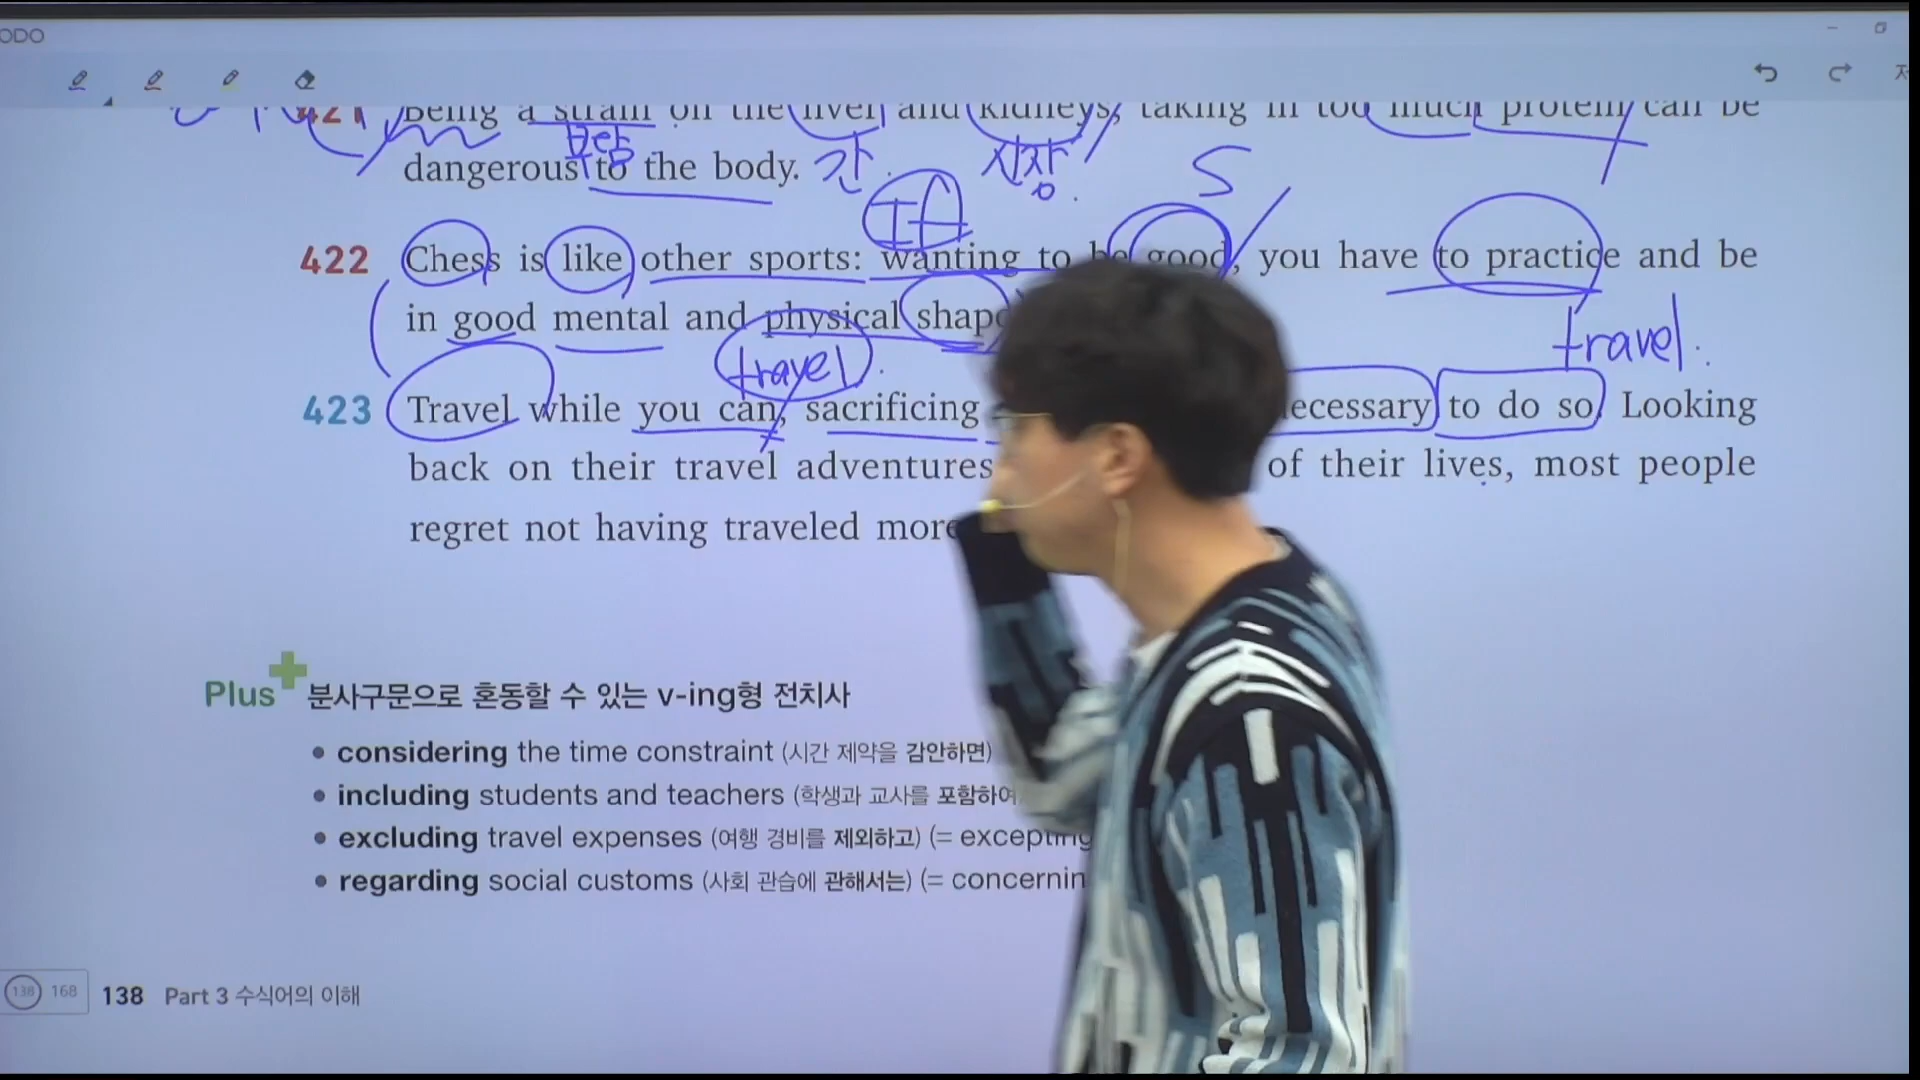 ODO
421 Being a strain on the liver and kidneys, taking in too much protein can be
부담
dangerous to the body. 간 신장 S
If
422 Chess is like other sports: wanting to be good, you have to practice and be
in good mental and physical shape
travel travel
423 Travel while you can, sacrificing necessary to do so. Looking
back on their travel adventures of their lives, most people
regret not having traveled more
Plus 분사구문으로 혼동할 수 있는 v-ing형 전치사
• considering the time constraint (시간 제약을 감안하면)
• including students and teachers (학생과 교사를 포함하여
• excluding travel expenses (여행 경비를 제외하고) (= excepting
• regarding social customs (사회 관습에 관해서는) (= concernin
138 168 138 Part 3 수식어의 이해